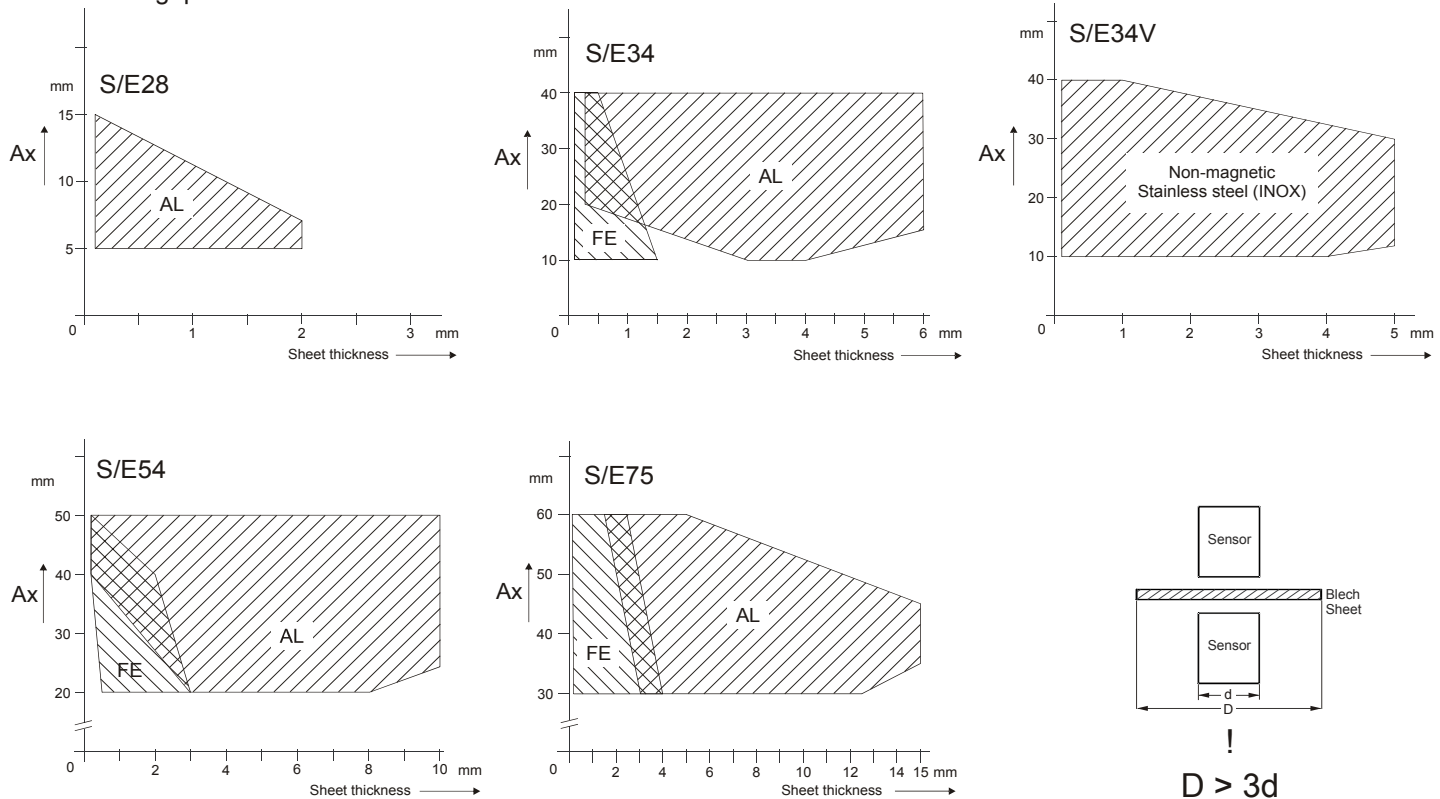 S/E28
mm
15
10
5
Ax
AL
0
1
2
3
mm
Sheet thickness
S/E34
mm
40
30
20
10
Ax
AL
FE
0
1
2
3
4
5
6
mm
Sheet thickness
S/E34V
mm
40
30
20
10
Ax
Non-magnetic
Stainless steel (INOX)
0
1
2
3
4
5
mm
Sheet thickness
S/E54
mm
50
40
30
20
Ax
AL
FE
0
2
4
6
8
10
mm
Sheet thickness
S/E75
mm
60
50
40
30
Ax
AL
FE
0
2
4
6
8
10
12
14
15
mm
Sheet thickness
Sensor
Blech
Sheet
Sensor
d
D
!
D > 3d